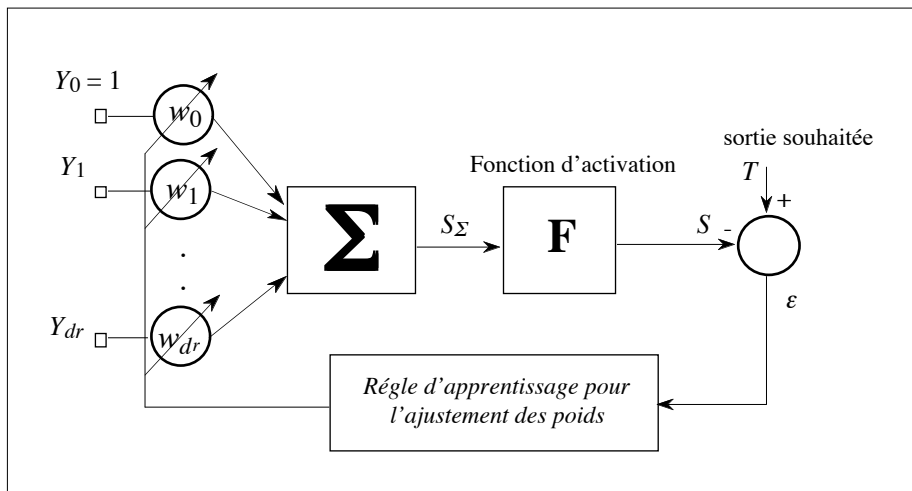 Y0 = 1
w0
sortie souhaitée
Fonction d'activation
T
+
Y1
w1
Σ
SΣ
F
S
-
ε
Ydr
wdr
Régle d'apprentissage pour
l'ajustement des poids